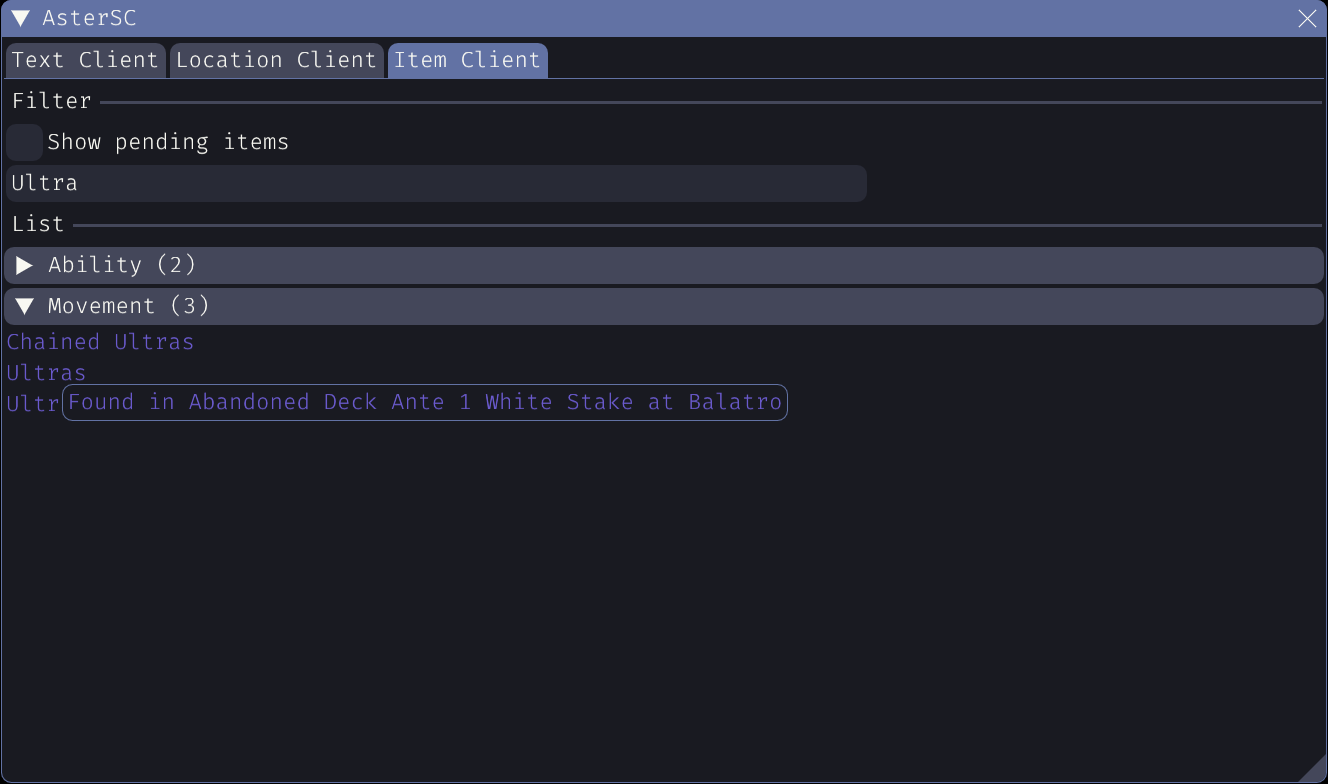 AsterSC
Text Client Location Client Item Client
Filter
Show pending items
Ultra
List
Ability (2)
Movement (3)
Chained Ultras
Ultras
Ultr Found in Abandoned Deck Ante 1 White Stake at Balatro